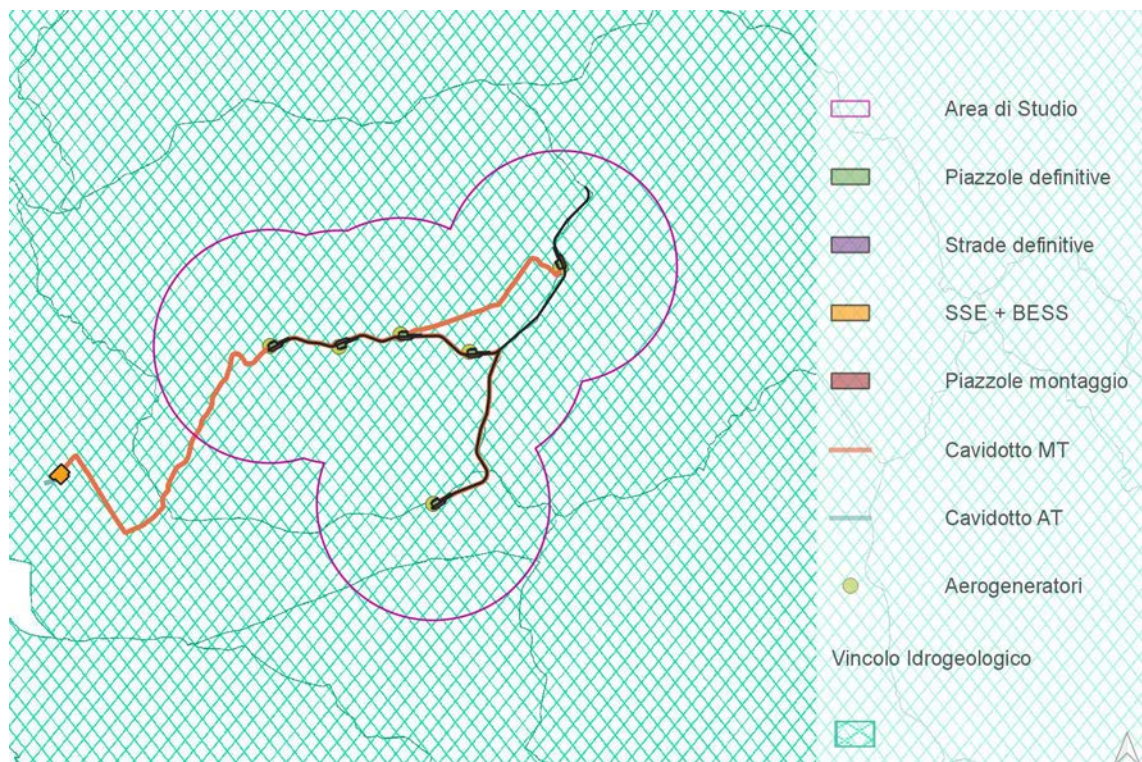 Area di Studio
Piazzole definitive
Strade definitive
SSE + BESS
Piazzole montaggio
Cavidotto MT
Cavidotto AT
Aerogeneratori
Vincolo Idrogeologico